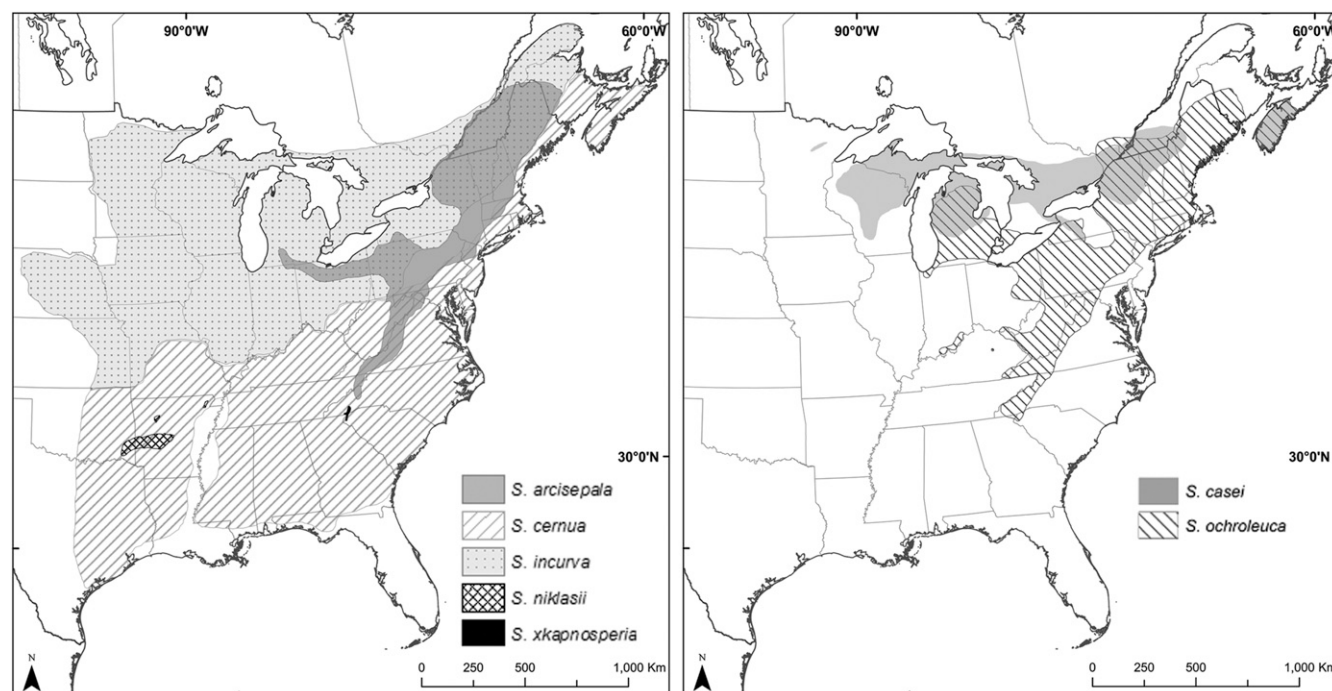 90°0'W
60°0'W
30°0'N
S. arcisepala
S. cernua
S. incurva
S. niklasii
S. xkapnosperia
N
0 250 500 1,000 Km
90°0'W
60°0'W
30°0'N
S. casei
S. ochroleuca
N
0 250 500 1,000 Km